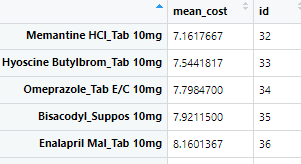 mean_cost id
Memantine HCl_Tab 10mg 7.1617667 32
Hyoscine Butylbrom_Tab 10mg 7.5441817 33
Omeprazole_Tab E/C 10mg 7.7984700 34
Bisacodyl_Suppos 10mg 7.9211500 35
Enalapril Mal_Tab 10mg 8.1601367 36